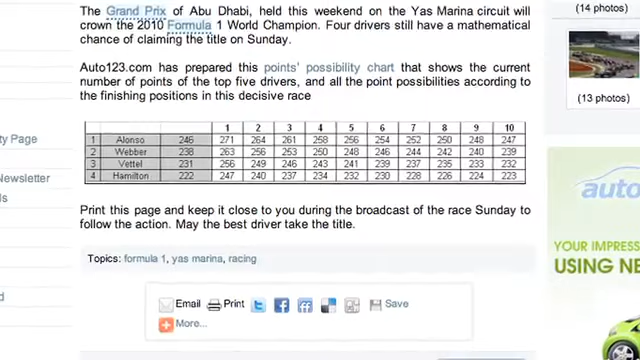 The Grand Prix of Abu Dhabi, held this weekend on the Yas Marina circuit will
crown the 2010 Formula 1 World Champion. Four drivers still have a mathematical
chance of claiming the title on Sunday.
Auto123.com has prepared this points' possibility chart that shows the current
number of points of the top five drivers, and all the point possibilities according to
the finishing positions in this decisive race
1 2 3 4 5 6 7 8 9 10
1 Alonso 246 271 264 261 258 256 254 252 250 248 247
2 Webber 238 263 256 253 250 248 246 244 242 240 239
3 Vettel 231 256 249 246 243 241 239 237 235 233 232
4 Hamilton 222 247 240 237 234 232 230 228 226 224 223
Print this page and keep it close to you during the broadcast of the race Sunday to
follow the action. May the best driver take the title.
Topics: formula 1, yas marina, racing
Email Print Save
More...
ty Page
Newsletter
ls
d
(14 photos)
(13 photos)
auto
YOUR IMPRESS
USING NE